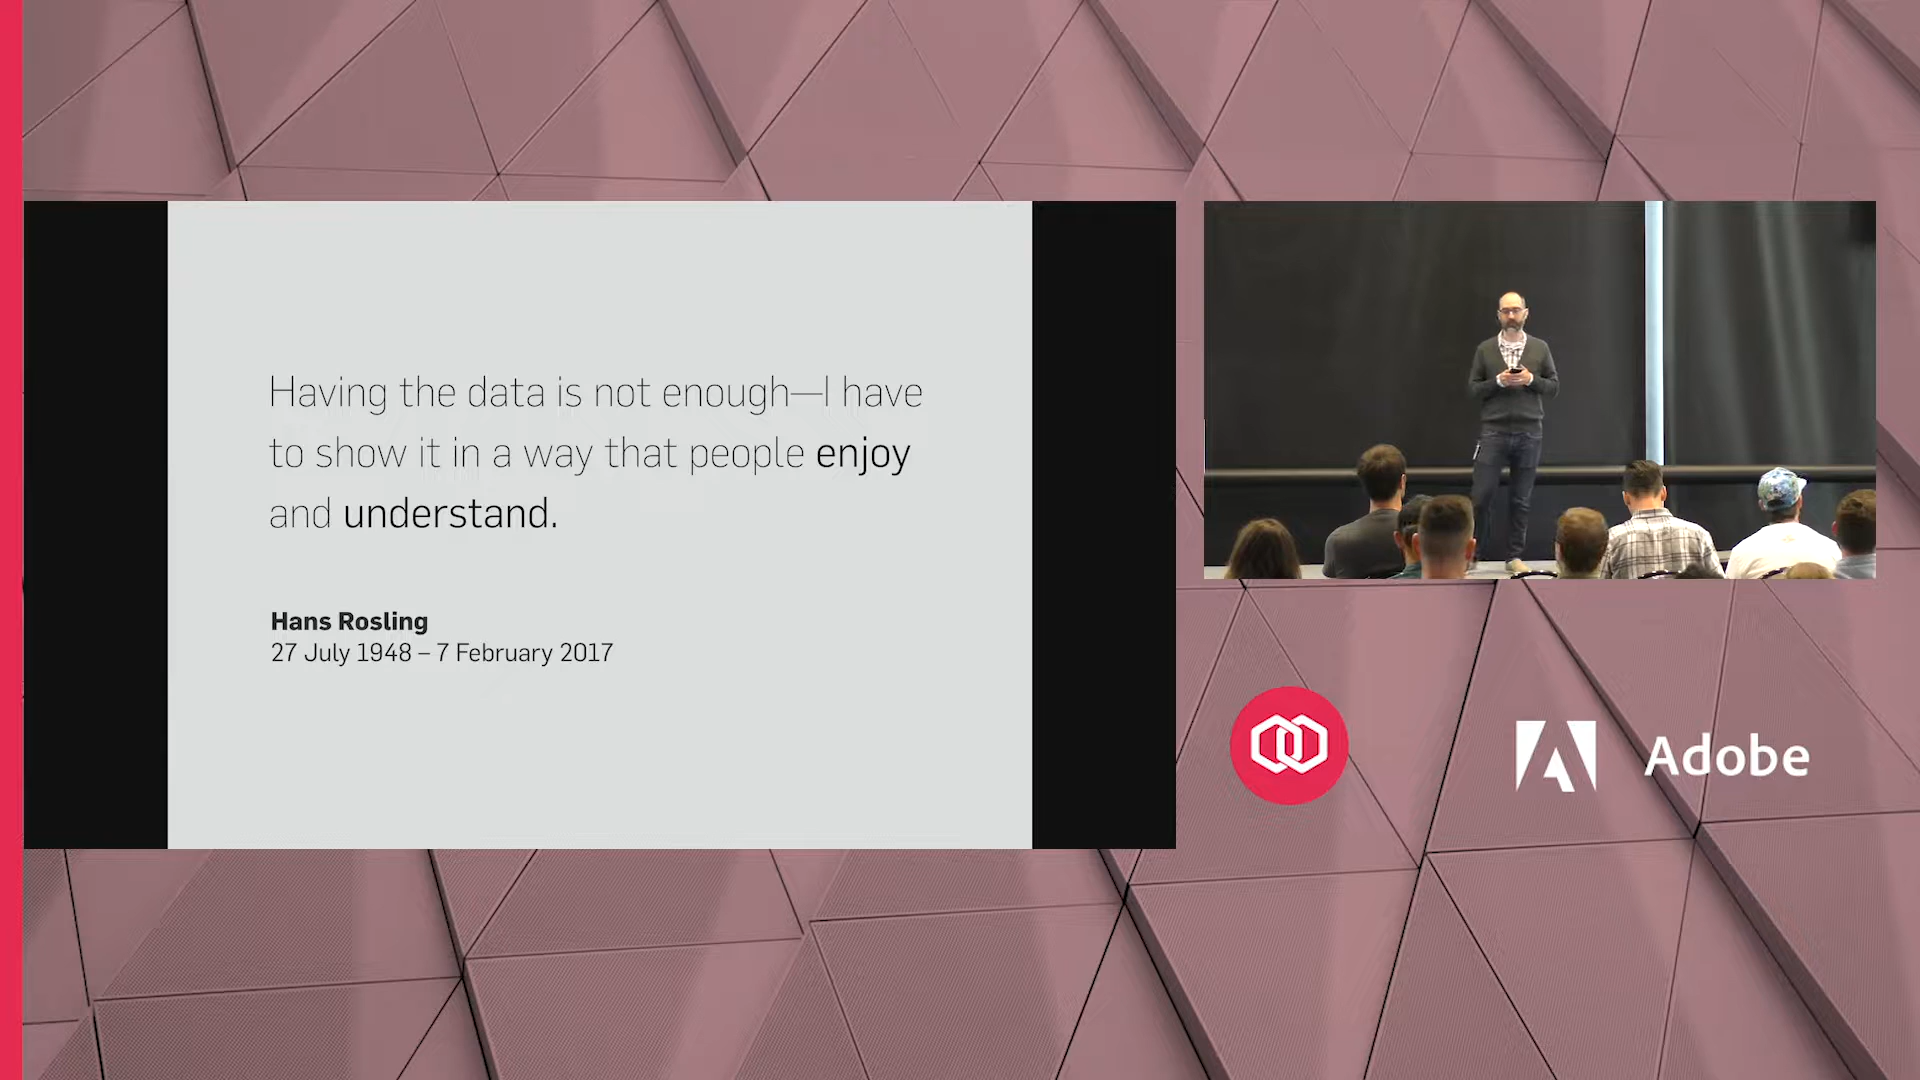 Having the data is not enough—I have
to show it in a way that people enjoy
and understand.
Hans Rosling
27 July 1948 – 7 February 2017
Adobe